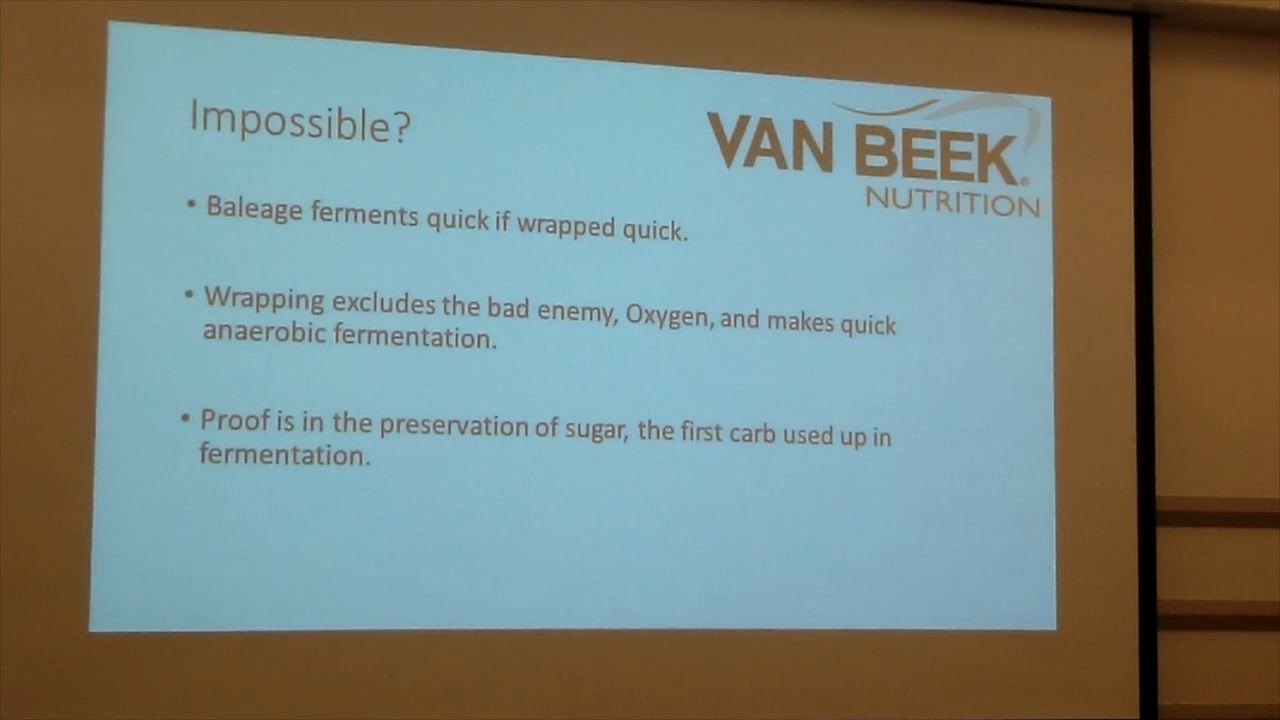 Impossible?
VAN BEEK®
NUTRITION
• Baleage ferments quick if wrapped quick.
• Wrapping excludes the bad enemy, Oxygen, and makes quick
anaerobic fermentation.
• Proof is in the preservation of sugar, the first carb used up in
fermentation.